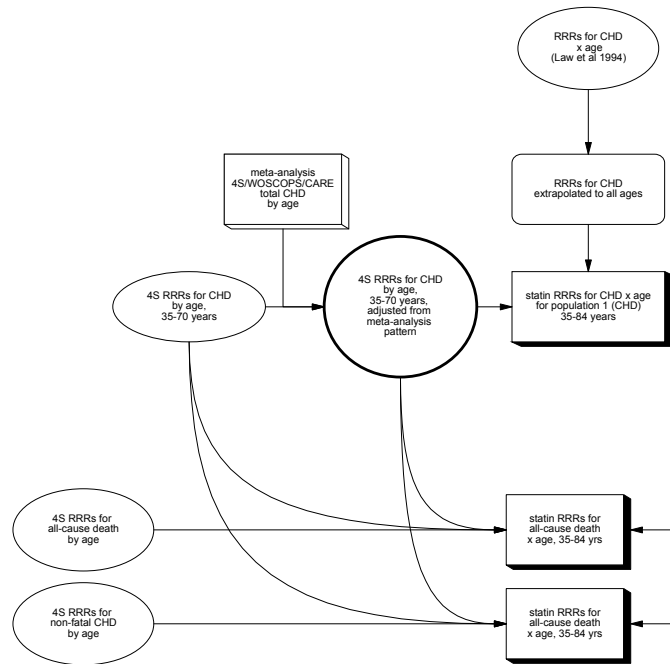 RRRs for CHD
x age
(Law et al 1994)
meta-analysis
4S/WOSCOPS/CARE
total CHD
by age
RRRs for CHD
extrapolated to all ages
4S RRRs for CHD
by age,
35-70 years
4S RRRs for CHD
by age,
35-70 years,
adjusted from
meta-analysis
pattern
statin RRRs for CHD x age
for population 1 (CHD)
35-84 years
4S RRRs for
all-cause death
by age
statin RRRs for
all-cause death
x age, 35-84 yrs
4S RRRs for
non-fatal CHD
by age
statin RRRs for
all-cause death
x age, 35-84 yrs